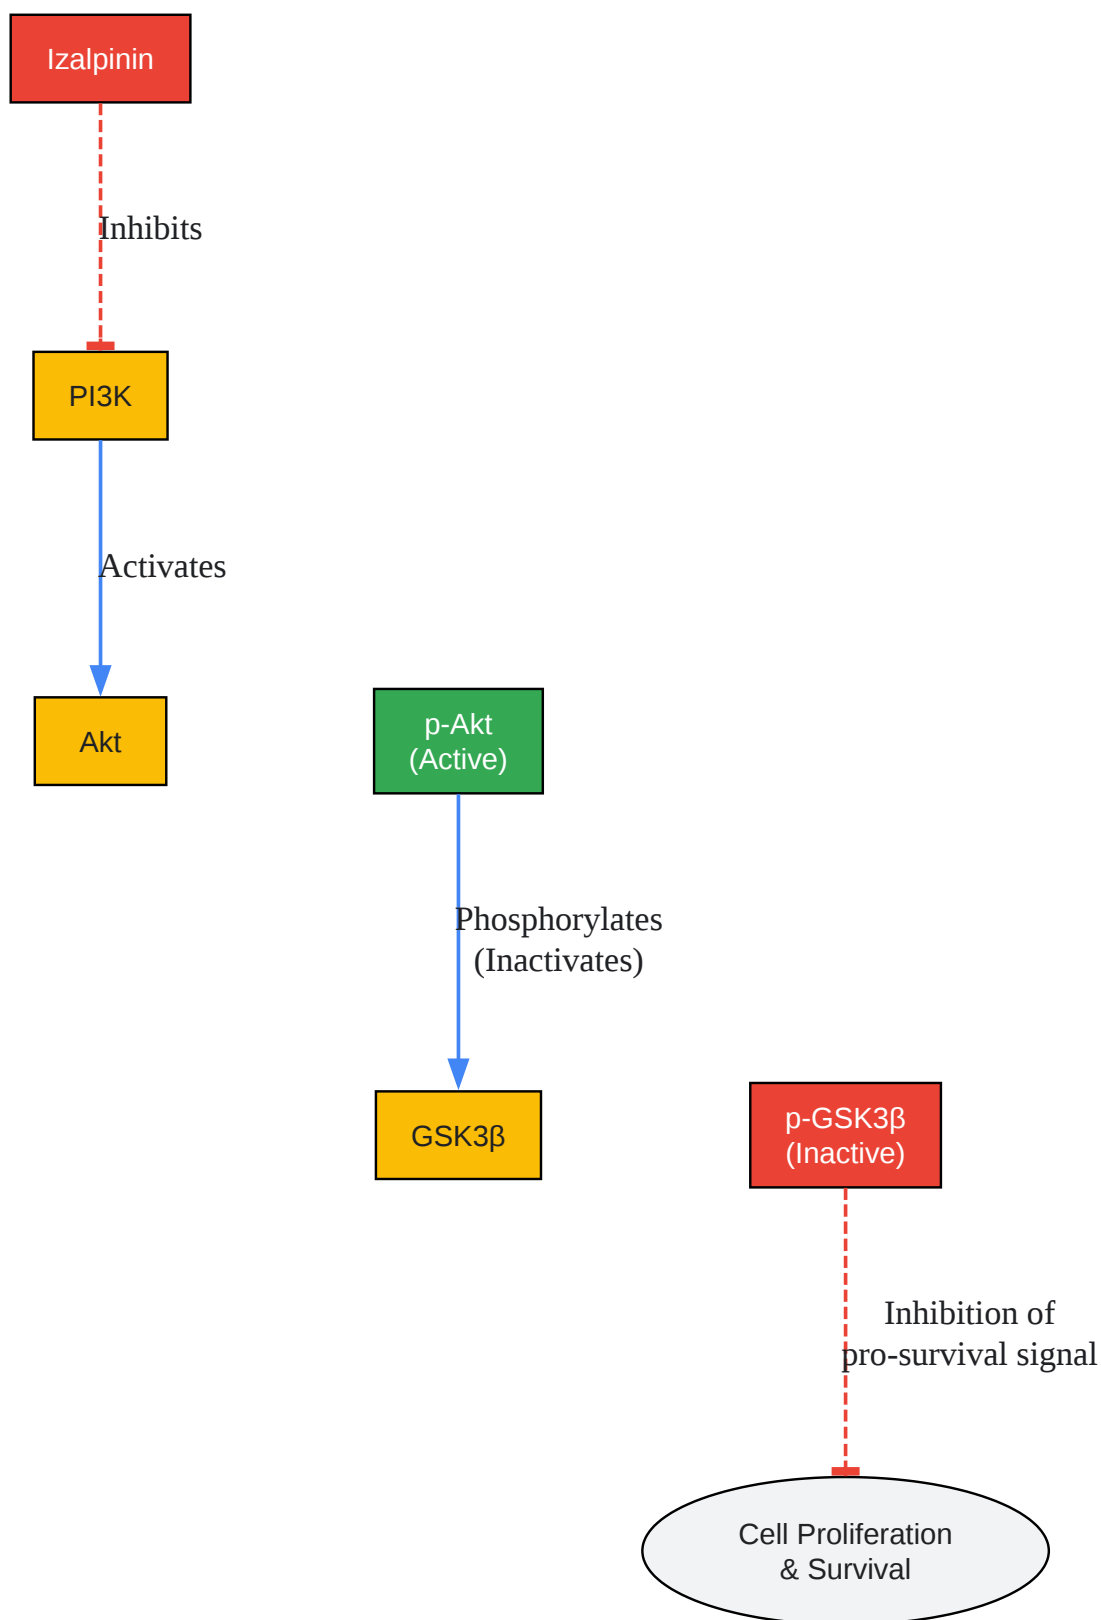 Izalpinin
Inhibits
PI3K
Activates
Akt
p-Akt
(Active)
Phosphorylates
(Inactivates)
GSK3β
p-GSK3β
(Inactive)
Inhibition of
pro-survival signal
Cell Proliferation
& Survival